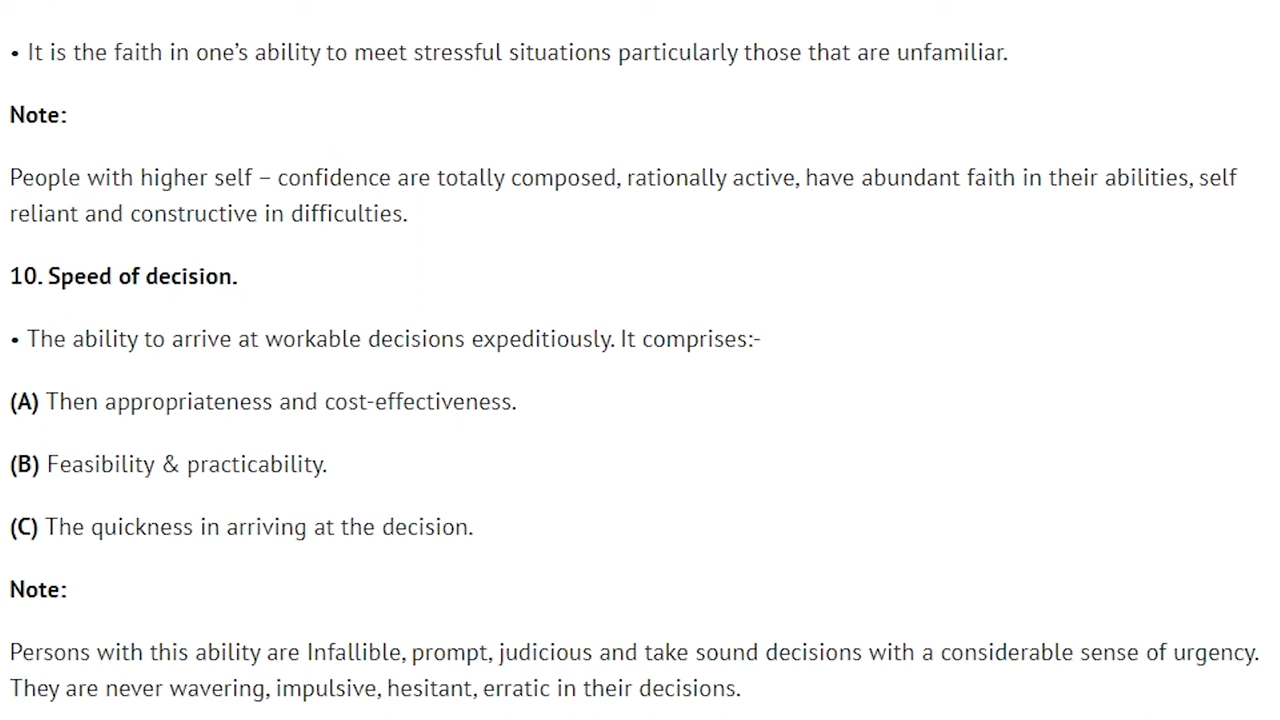 • It is the faith in one's ability to meet stressful situations particularly those that are unfamiliar.
Note:
People with higher self – confidence are totally composed, rationally active, have abundant faith in their abilities, self
reliant and constructive in difficulties.
10. Speed of decision.
• The ability to arrive at workable decisions expeditiously. It comprises:-
(A) Then appropriateness and cost-effectiveness.
(B) Feasibility & practicability.
(C) The quickness in arriving at the decision.
Note:
Persons with this ability are Infallible, prompt, judicious and take sound decisions with a considerable sense of urgency.
They are never wavering, impulsive, hesitant, erratic in their decisions.